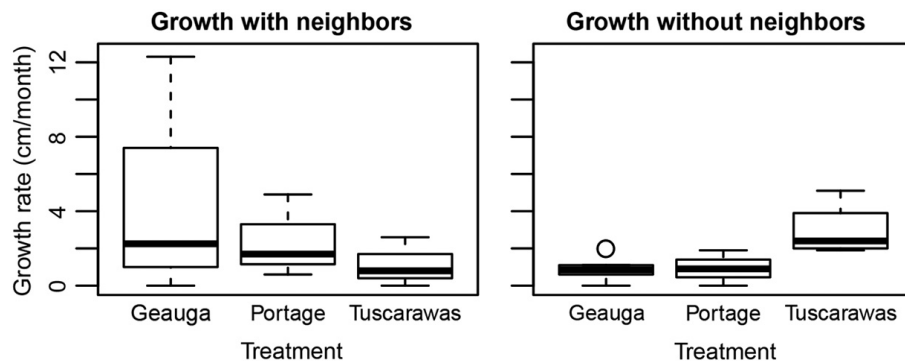 Growth with neighbors
Growth rate (cm/month)
12
8
4
0
Geauga Portage Tuscarawas
Treatment
Growth without neighbors
Geauga Portage Tuscarawas
Treatment